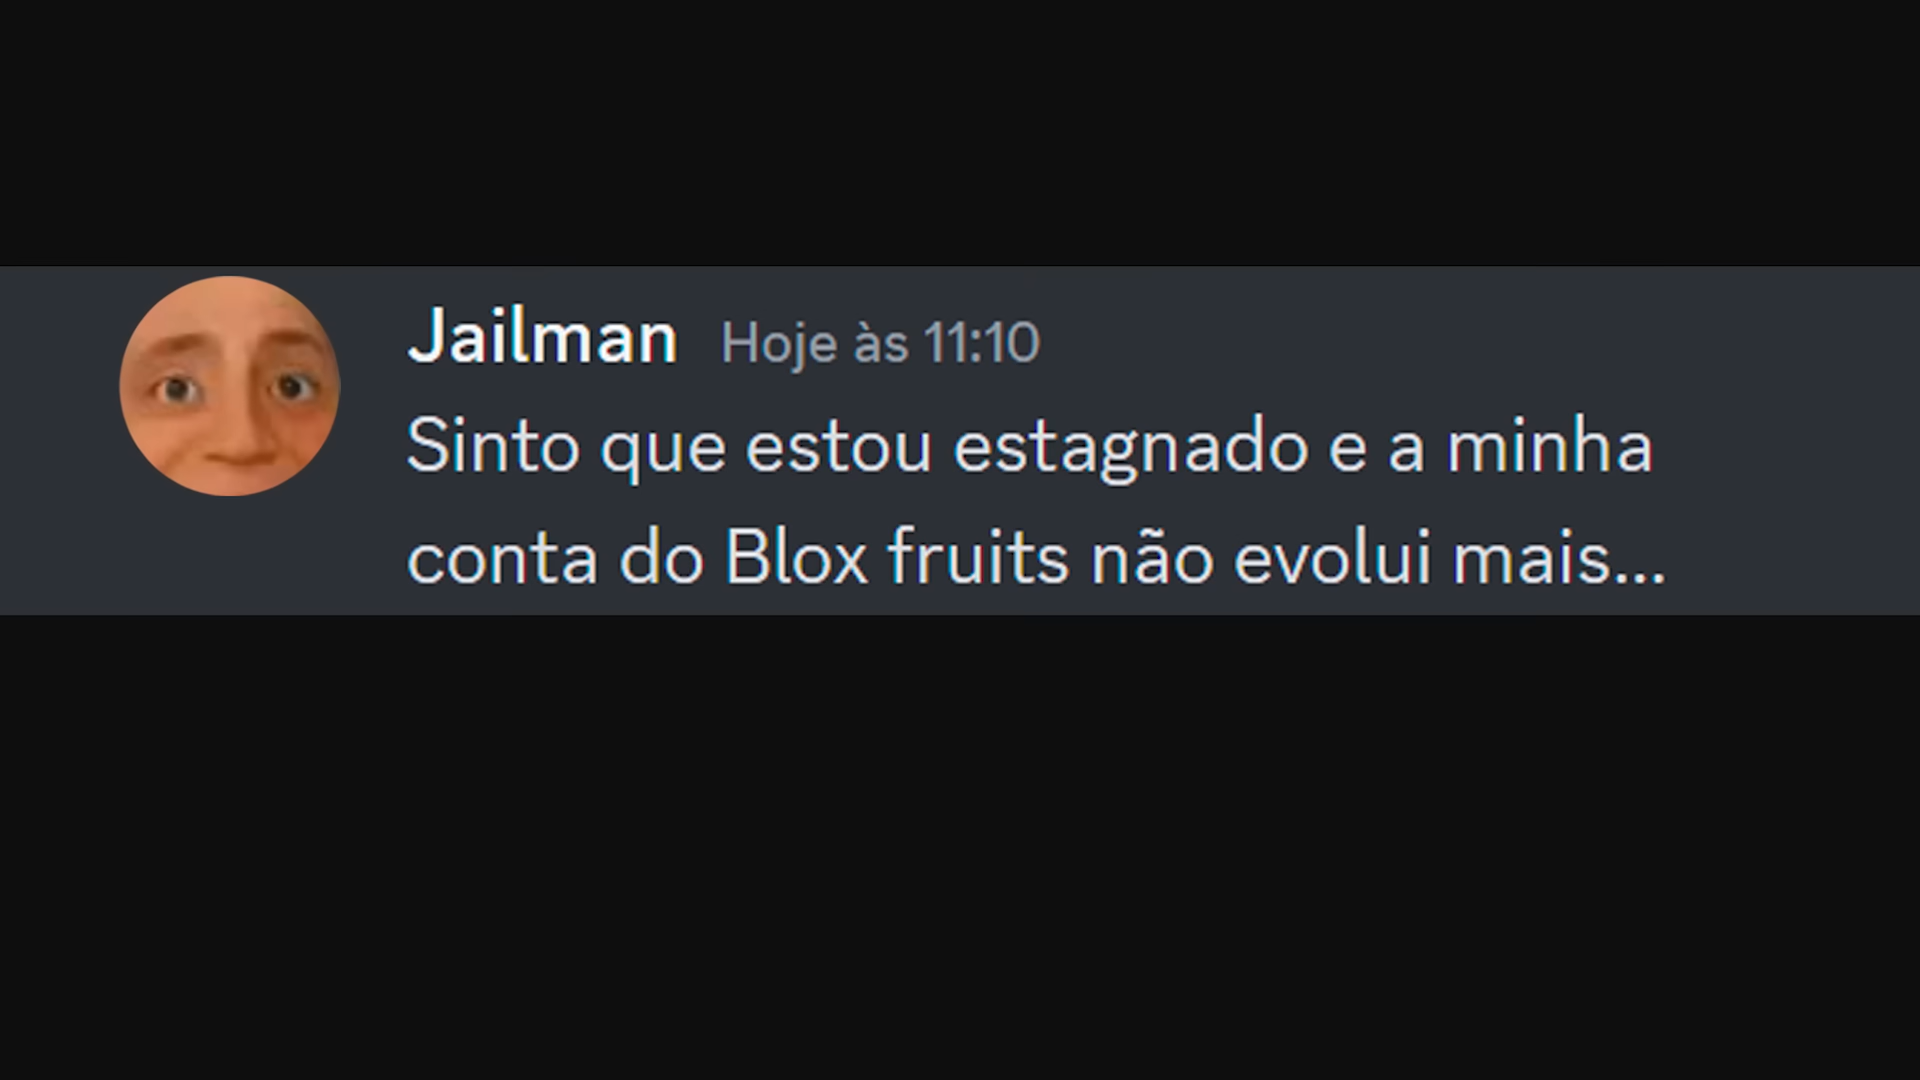 Jailman Hoje às 11:10
Sinto que estou estagnado e a minha
conta do Blox fruits não evolui mais...